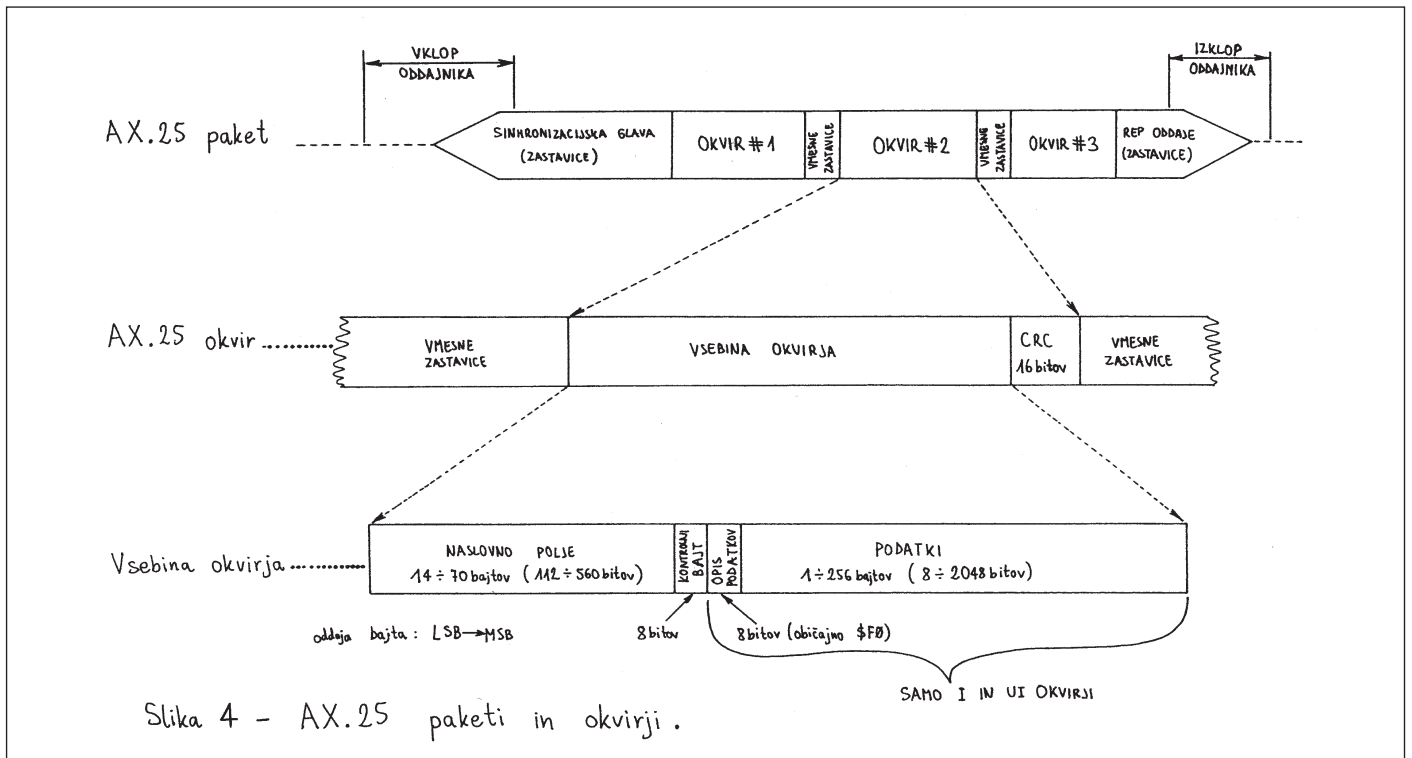 VKLOP
ODDAJNIKA
IZKLOP
ODDAJNIKA
AX.25 paket
SINHRONIZACIJSKA GLAVA
(ZASTAVICE)
OKVIR #1
VMESNE
ZASTAVICE
OKVIR #2
VMESNE
ZASTAVICE
OKVIR #3
REP ODDAJE
(ZASTAVICE)
AX.25 okvir
VMESNE
ZASTAVICE
VSEBINA OKVIRJA
CRC
16 bitov
VMESNE
ZASTAVICE
Vsebina okvirja
NASLOVNO POLJE
14 ÷ 70 bajtov (112 ÷ 560 bitov)
KONTROLNI
BAJT
OPIS
PODATKOV
PODATKI
1 ÷ 256 bajtov (8 ÷ 2048 bitov)
oddaja bajta: LSB→MSB
8 bitov
8 bitov (običajno $FØ)
SAMO I IN UI OKVIRJI
Slika 4 - AX.25 paketi in okvirji.